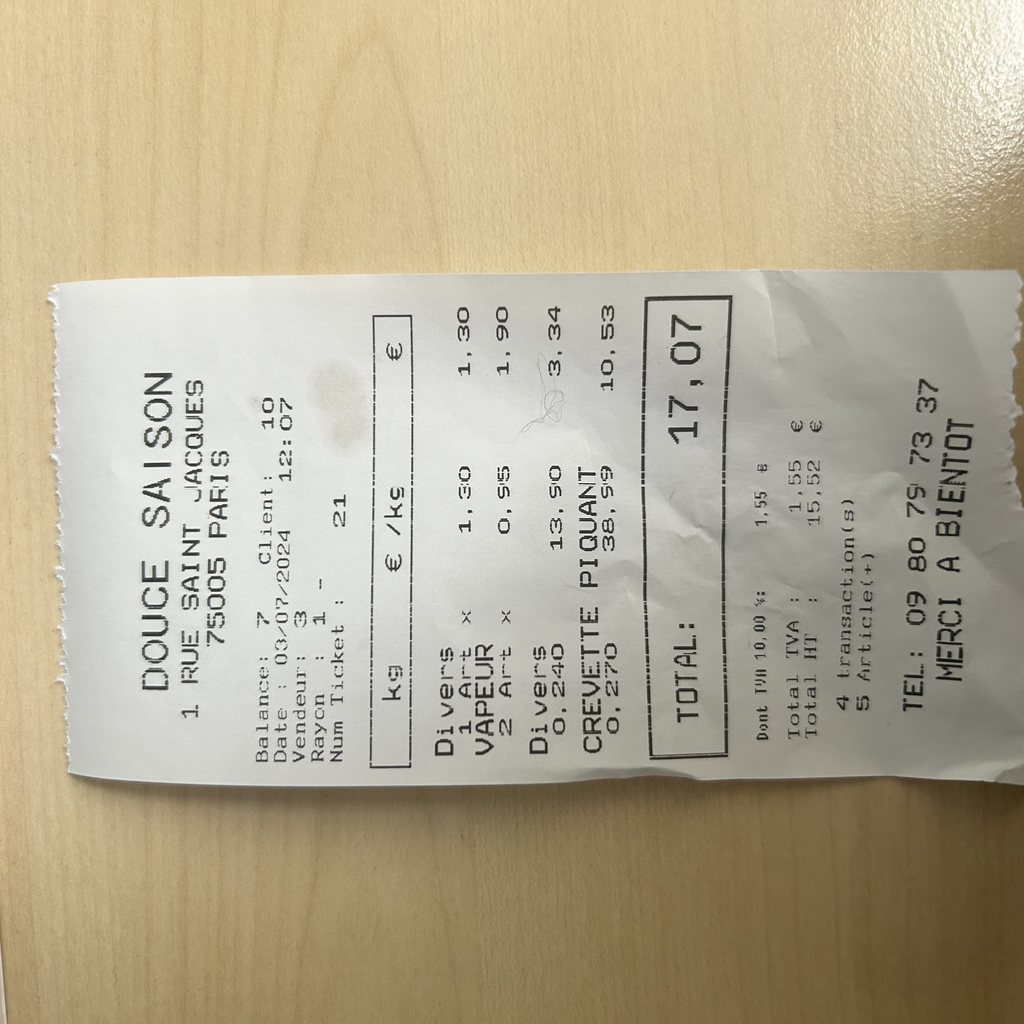 DOUCE SAISON
1 RUE SAINT JACQUES
75005 PARIS
Balance: 7 Client: 10
Date : 03/07/2024 12:07
Vendeur: 3
Rayon : 1 -
Num Ticket : 21
kg €/kg €
Divers
1 Art x 1,30 1,30
VAPEUR
2 Art x 0,95 1,90
Divers
0,240 13,90 3,34
CREVETTE PIQUANT
0,270 38,99 10,53
TOTAL: 17,07
Dont TVA 10,00 %: 1,55 €
Total TVA : 1,55 €
Total HT : 15,52 €
4 transaction(s)
5 Article(+)
TEL.: 09 80 79 73 37
MERCI A BIENTOT